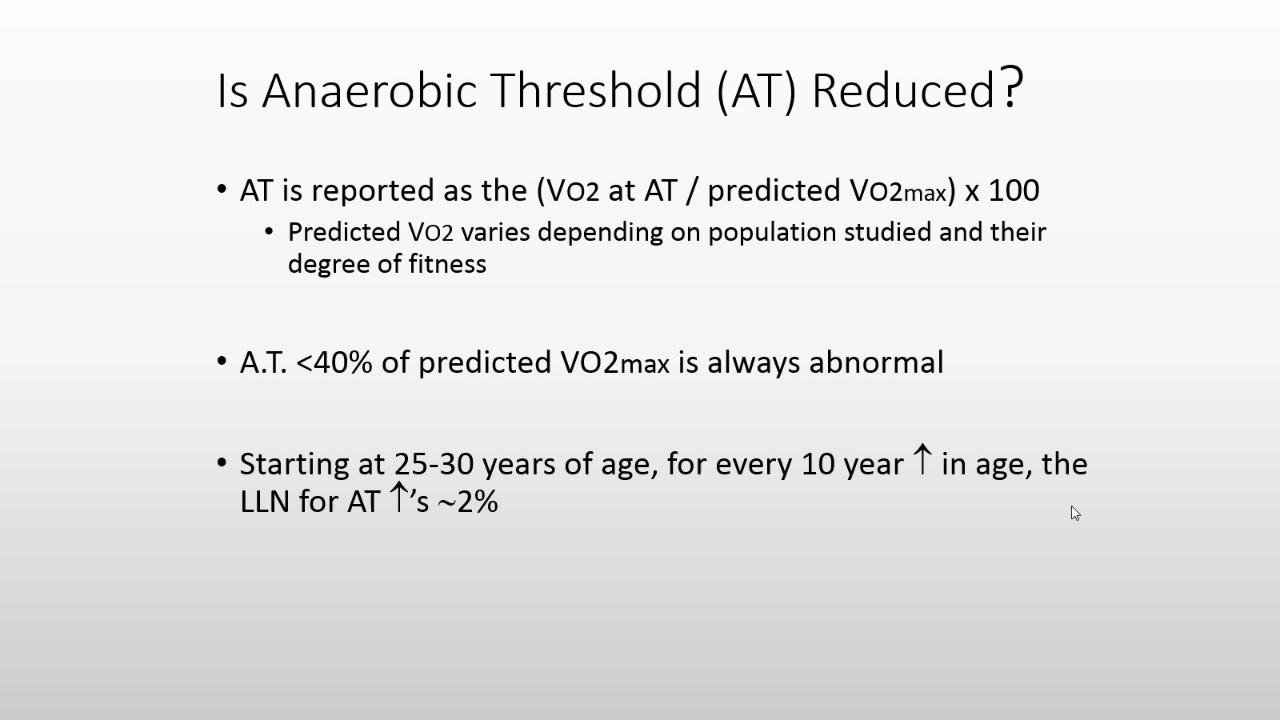 Is Anaerobic Threshold (AT) Reduced?
• AT is reported as the (VO2 at AT / predicted VO2max) x 100
• Predicted VO2 varies depending on population studied and their
degree of fitness
• A.T. <40% of predicted VO2max is always abnormal
• Starting at 25-30 years of age, for every 10 year ↑ in age, the
LLN for AT ↑’s ~2%